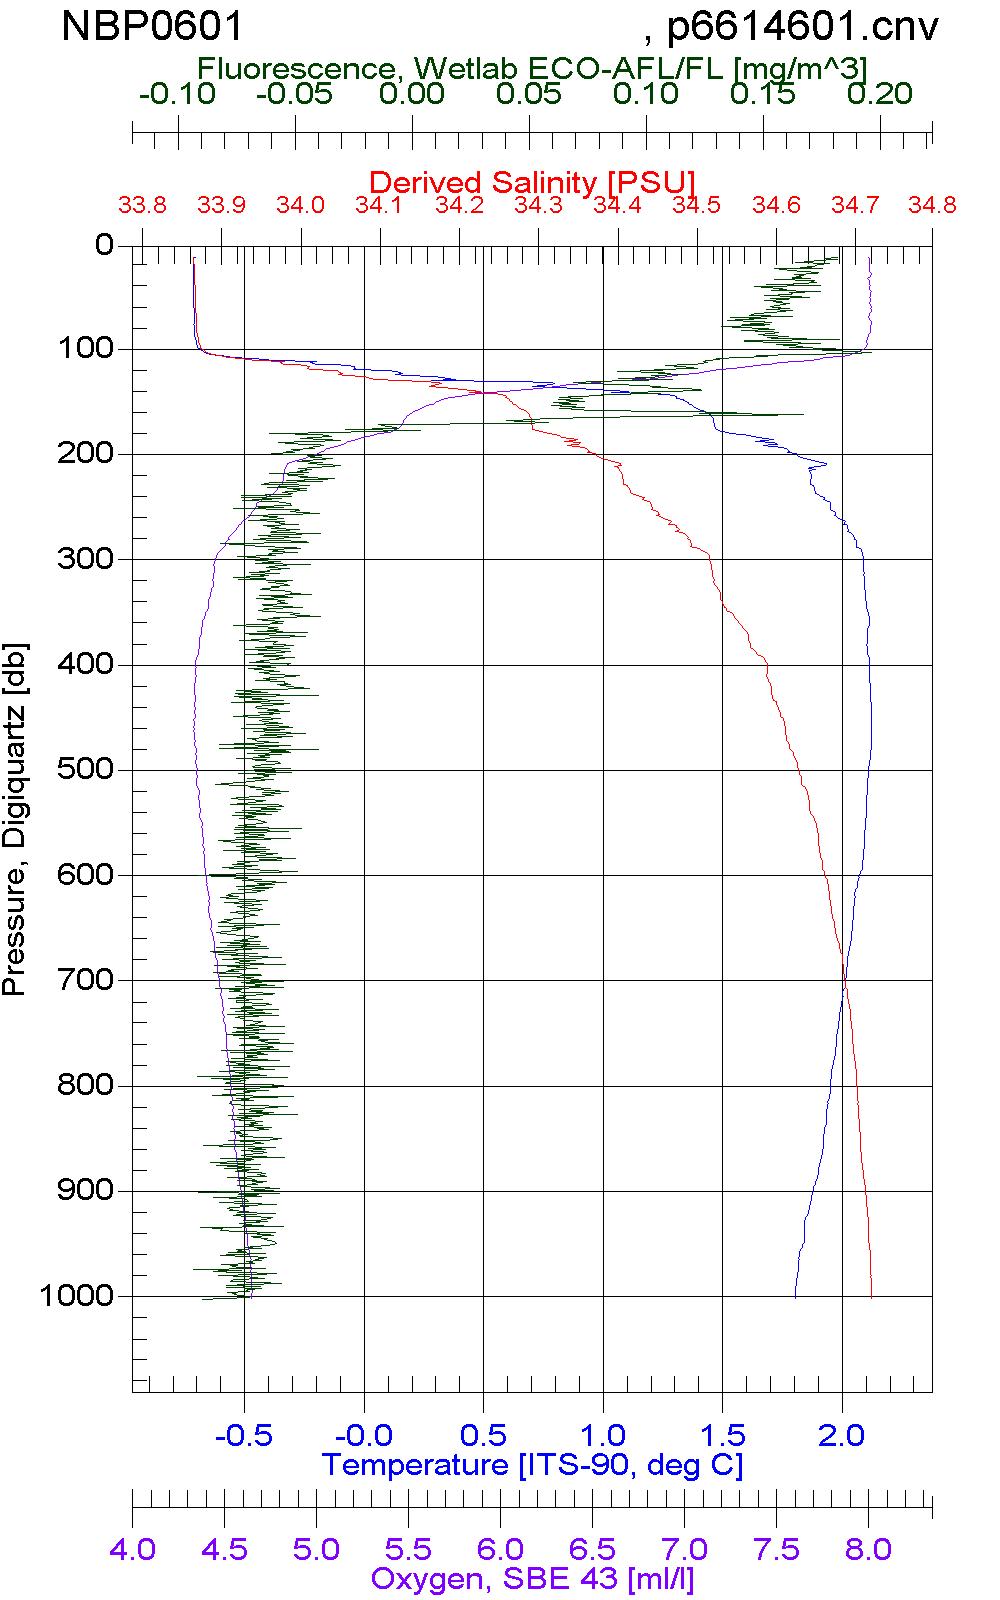 NBP0601 , p6614601.cnv
Fluorescence, Wetlab ECO-AFL/FL [mg/m^3]
-0.10 -0.05 0.00 0.05 0.10 0.15 0.20
Derived Salinity [PSU]
33.8 33.9 34.0 34.1 34.2 34.3 34.4 34.5 34.6 34.7 34.8
0
100
200
300
400
500
600
700
800
900
1000
Pressure, Digiquartz [db]
-0.5 -0.0 0.5 1.0 1.5 2.0
Temperature [ITS-90, deg C]
4.0 4.5 5.0 5.5 6.0 6.5 7.0 7.5 8.0
Oxygen, SBE 43 [ml/l]